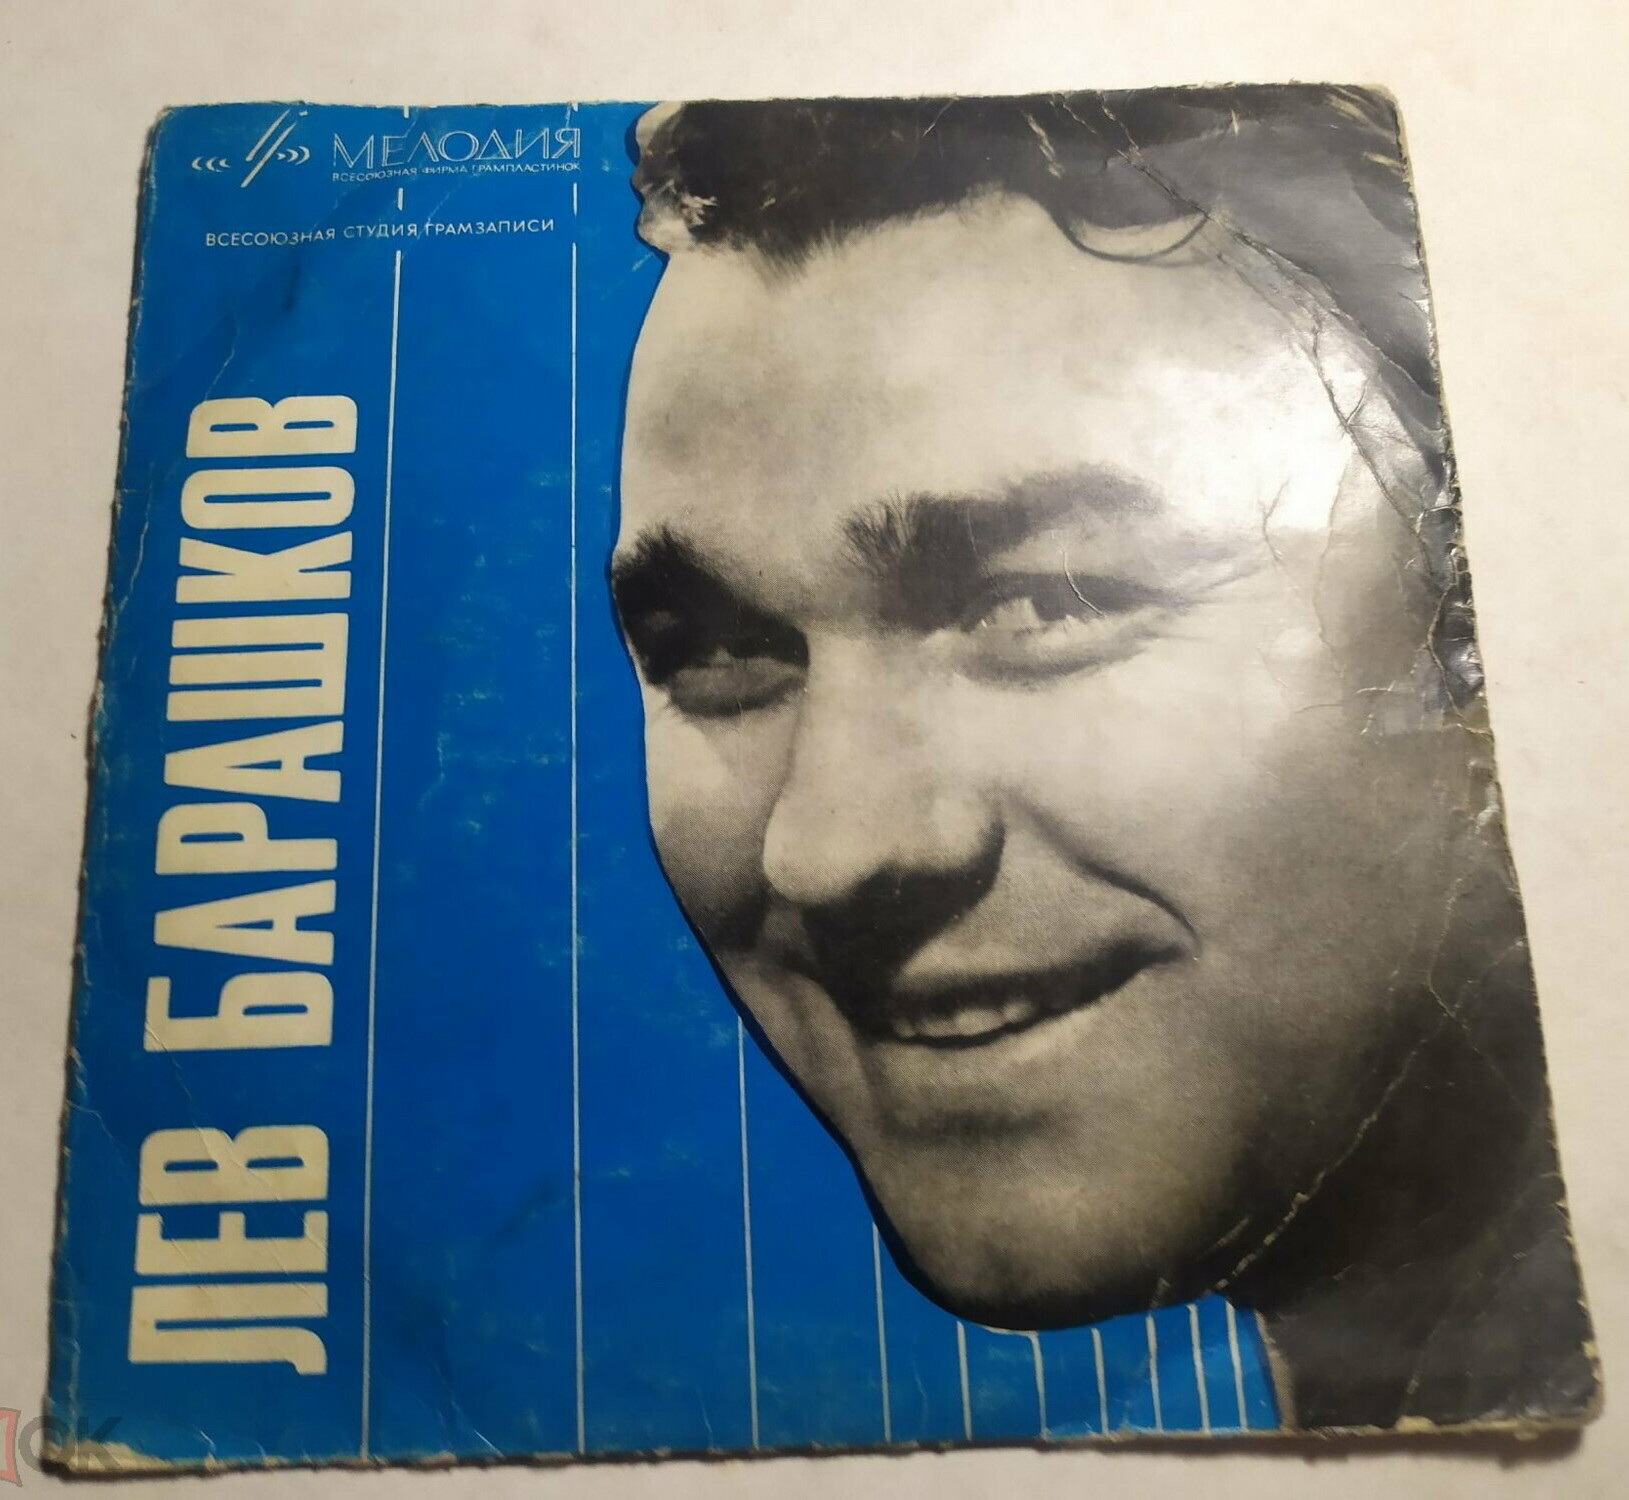 МЕЛОДИЯ
ВСЕСОЮЗНАЯ ФИРМА ГРАМПЛАСТИНОК
ВСЕСОЮЗНАЯ СТУДИЯ ГРАМЗАПИСИ
ЛЕВ БАРАШКОВ